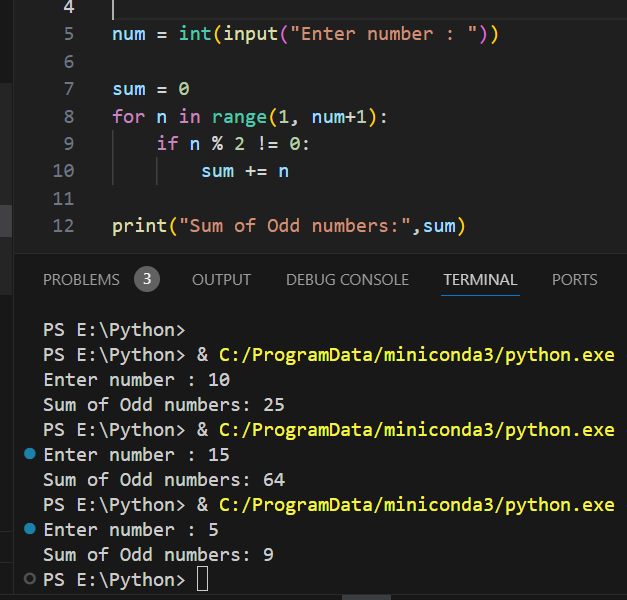 4
5 num = int(input("Enter number : "))
6
7 sum = 0
8 for n in range(1, num+1):
9     if n % 2 != 0:
10         sum += n
11
12 print("Sum of Odd numbers:",sum)
PROBLEMS 3 OUTPUT DEBUG CONSOLE TERMINAL PORTS
PS E:\Python>
PS E:\Python> & C:/ProgramData/miniconda3/python.exe
Enter number : 10
Sum of Odd numbers: 25
PS E:\Python> & C:/ProgramData/miniconda3/python.exe
Enter number : 15
Sum of Odd numbers: 64
PS E:\Python> & C:/ProgramData/miniconda3/python.exe
Enter number : 5
Sum of Odd numbers: 9
PS E:\Python>